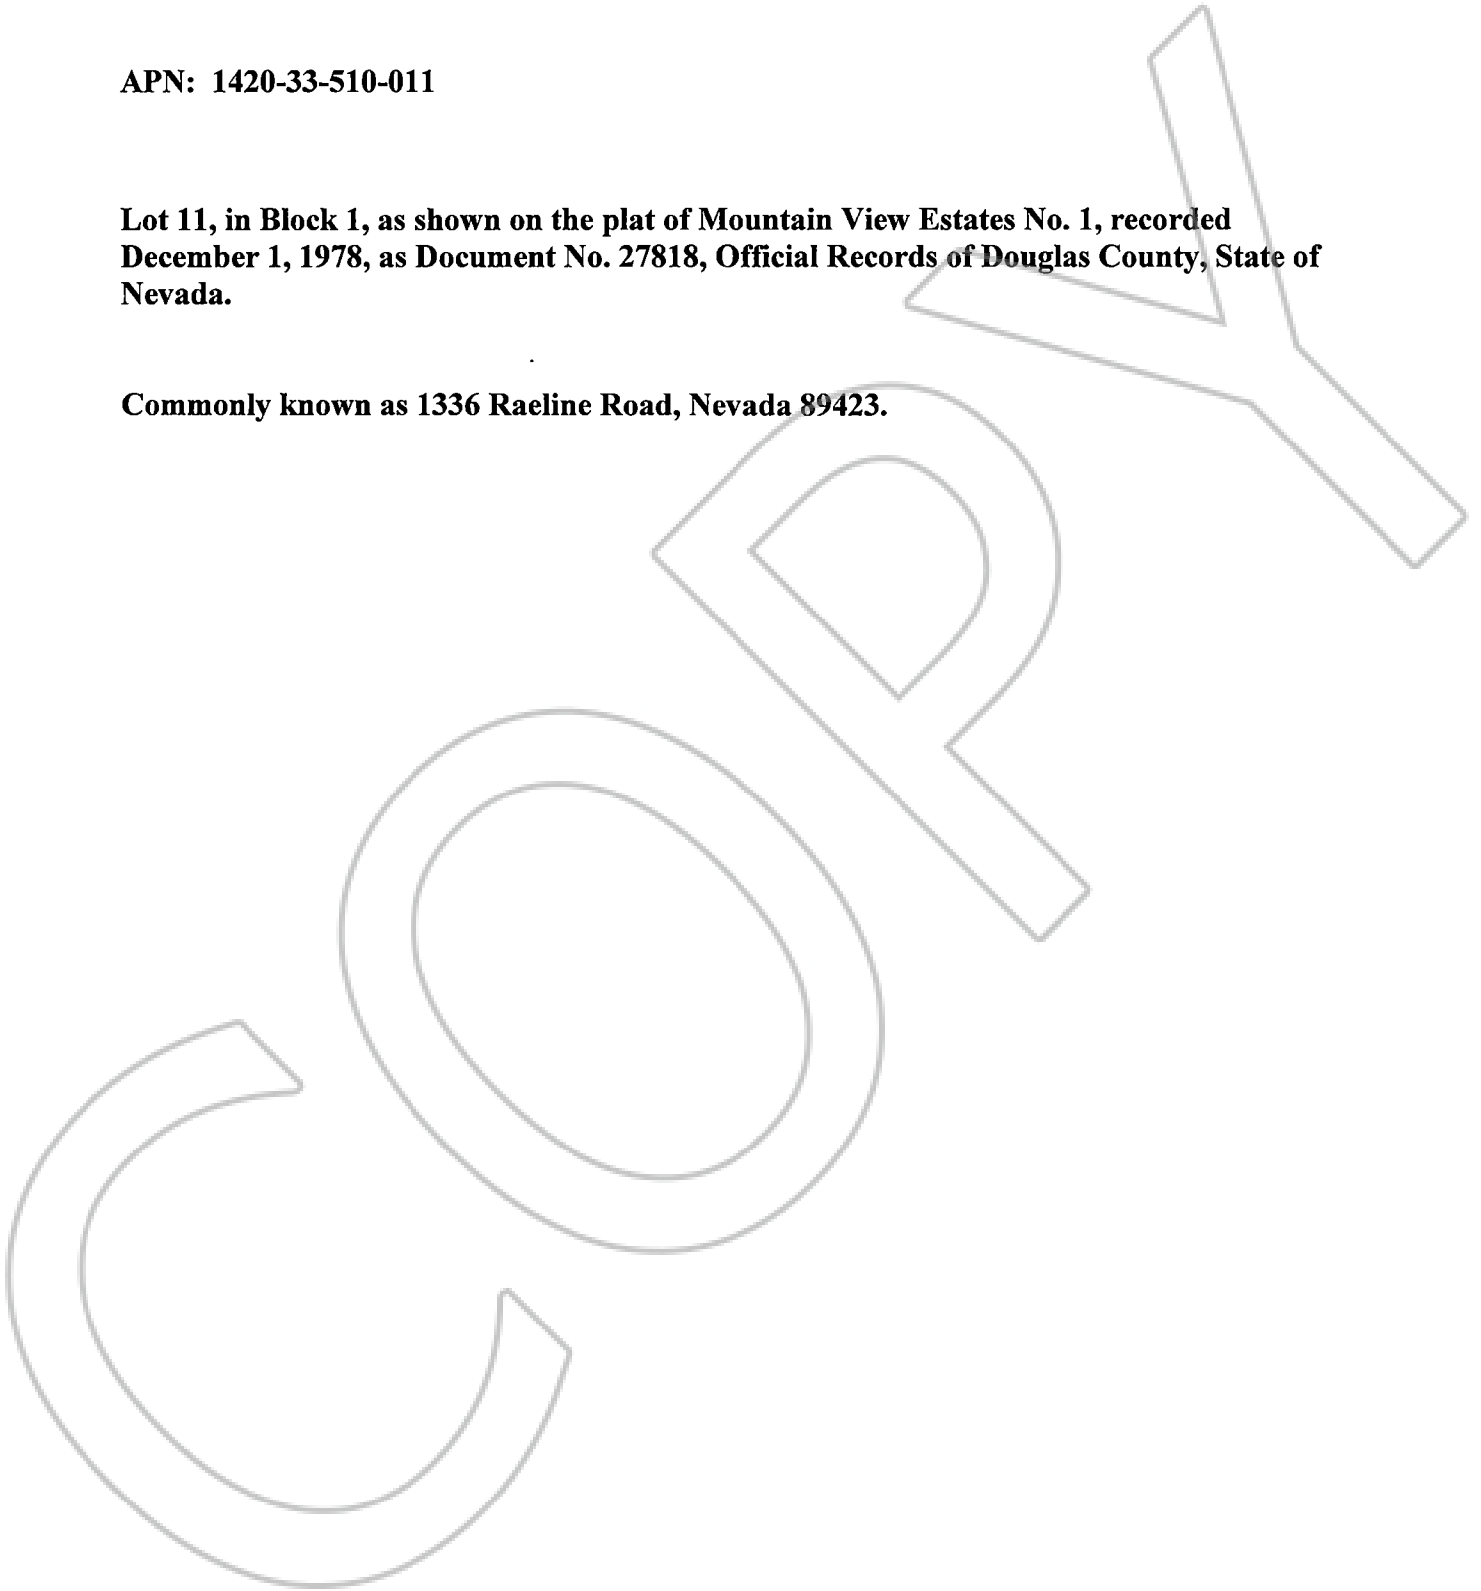 APN: 1420-33-510-011
Lot 11, in Block 1, as shown on the plat of Mountain View Estates No. 1, recorded
December 1, 1978, as Document No. 27818, Official Records of Douglas County, State of
Nevada.
Commonly known as 1336 Raeline Road, Nevada 89423.
COPY